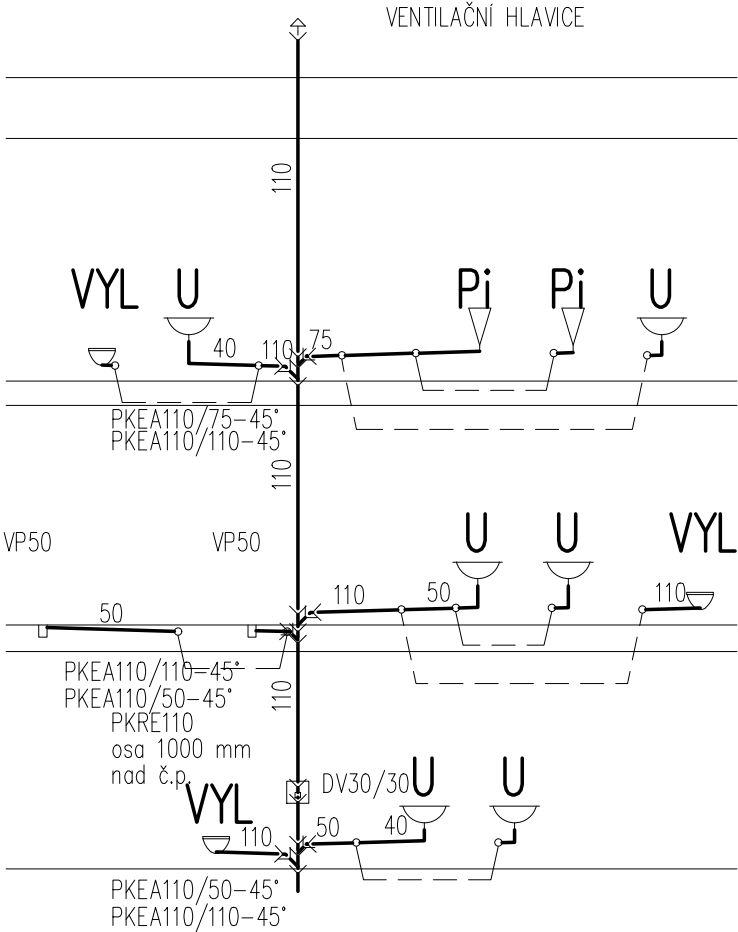 VENTILAČNÍ HLAVICE
110
VYL U Pi Pi U
40 110 75
PKEA110/75-45°
PKEA110/110-45°
110
U U VYL
VP50 VP50
110 50 110
50
PKEA110/110-45°
PKEA110/50-45°
110
PKRE110
osa 1000 mm
nad č.p.
DV30/30
U U
VYL
110 50 40
PKEA110/50-45°
PKEA110/110-45°